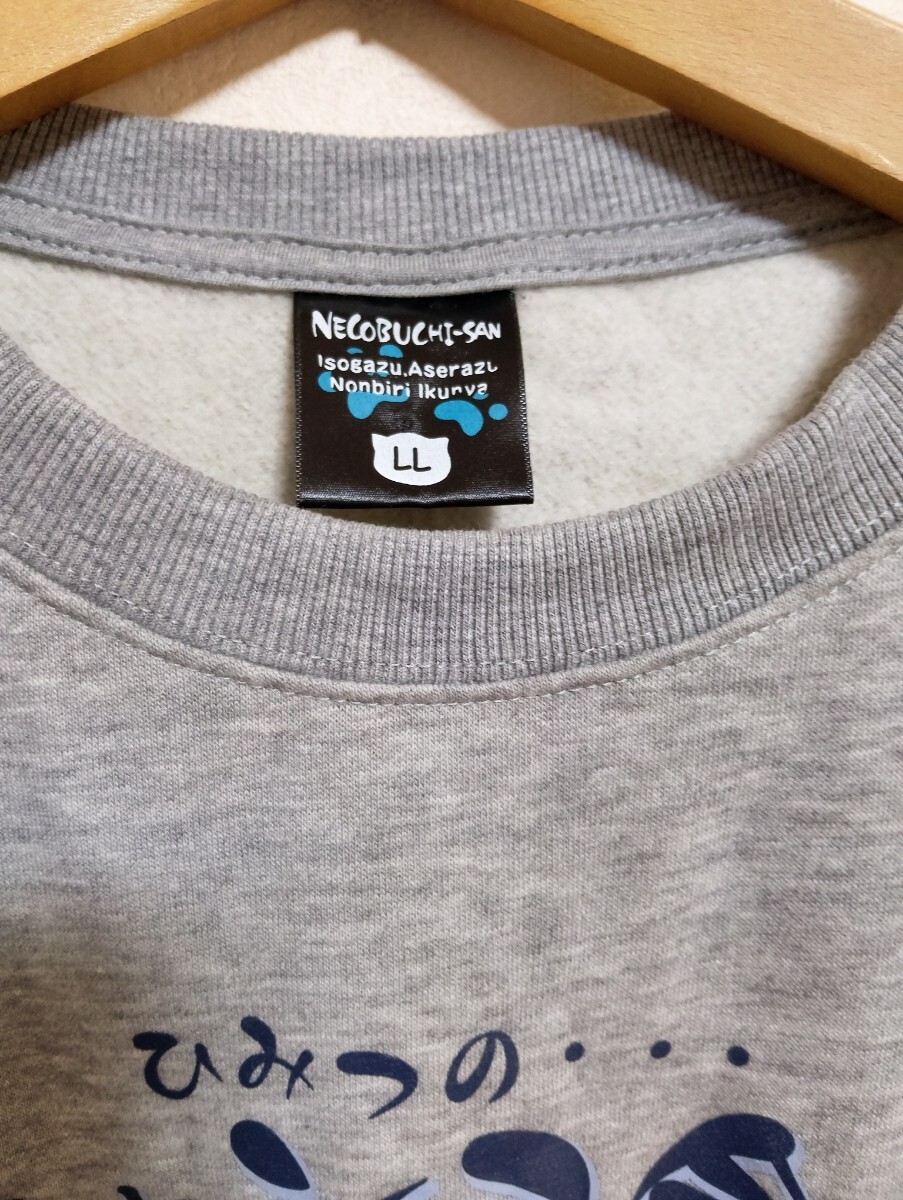 NECOBUCHI-SAN
Isogazu,Aserazu
Nonbiri Ikunya
LL
ひみつの・・・